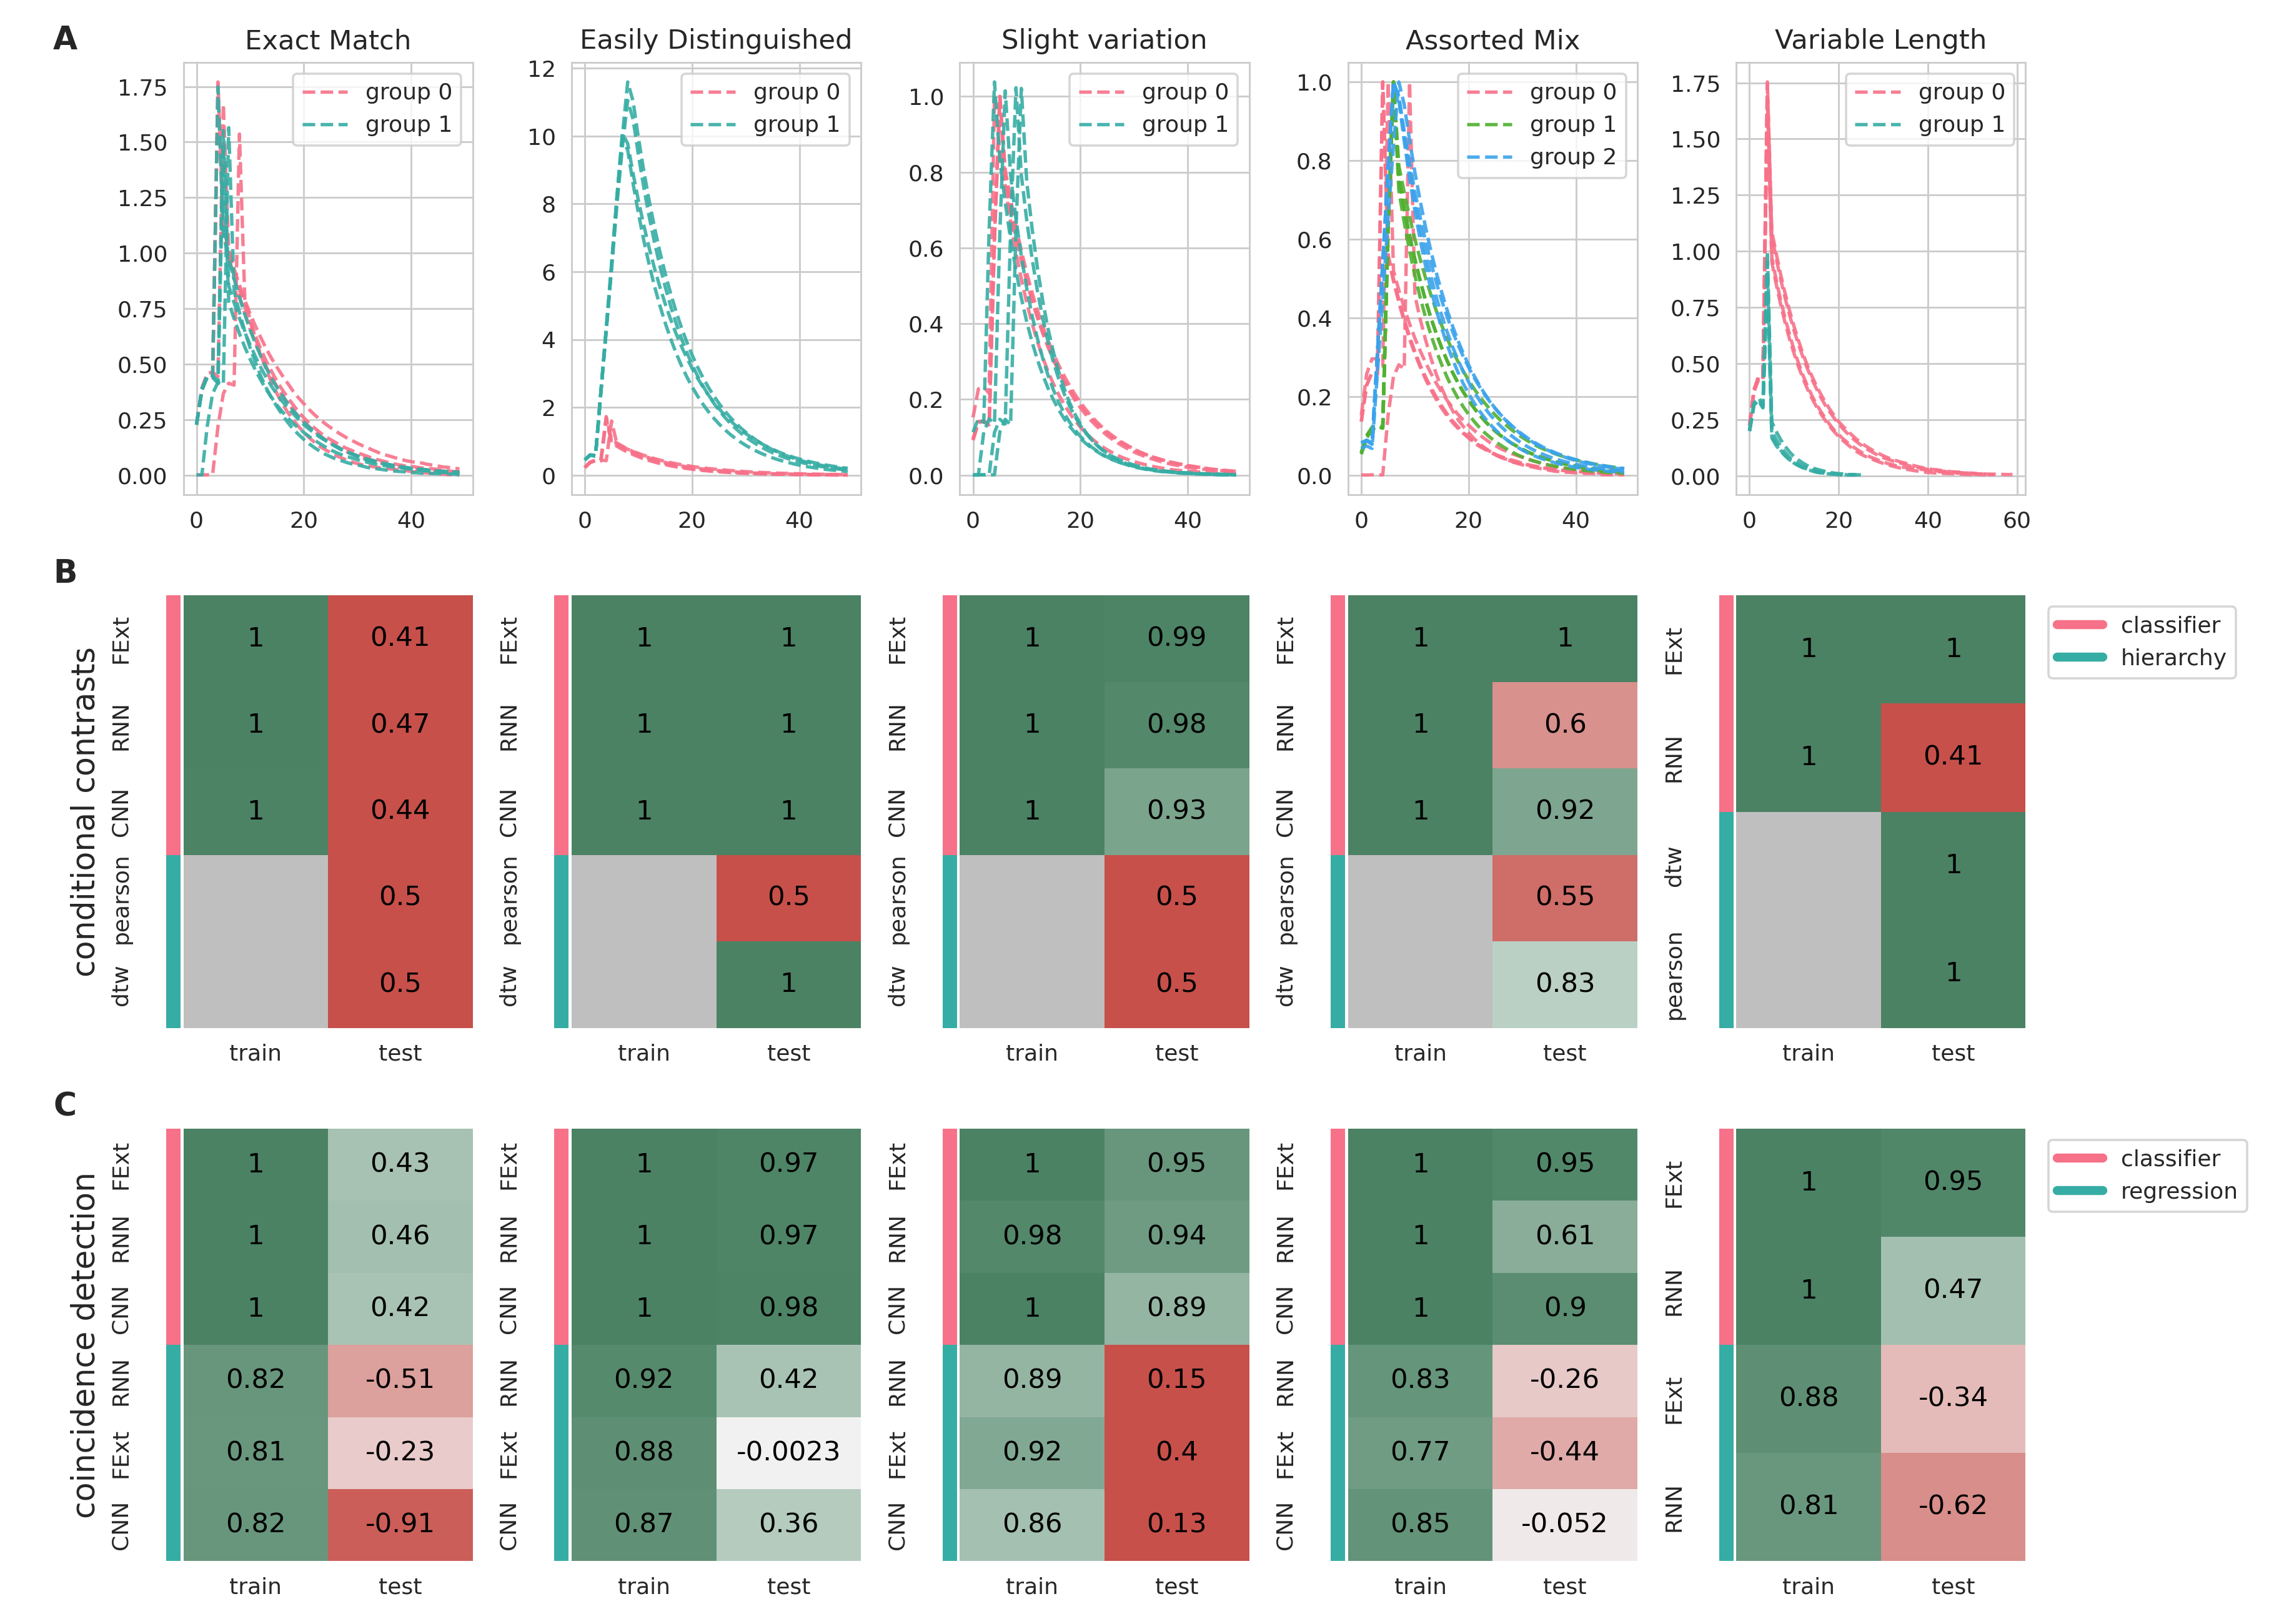 A
Exact Match
Easily Distinguished
Slight variation
Assorted Mix
Variable Length
group 0
group 1
1.75
1.50
1.25
1.00
0.75
0.50
0.25
0.00
0 20 40
group 0
group 1
12
10
8
6
4
2
0
0 20 40
group 0
group 1
1.0
0.8
0.6
0.4
0.2
0.0
0 20 40
group 0
group 1
group 2
1.0
0.8
0.6
0.4
0.2
0.0
0 20 40
group 0
group 1
1.75
1.50
1.25
1.00
0.75
0.50
0.25
0.00
0 20 40 60
B
conditional contrasts
FExt 1 0.41
RNN 1 0.47
CNN 1 0.44
pearson 0.5
dtw 0.5
train test
FExt 1 1
RNN 1 1
CNN 1 1
pearson 0.5
dtw 1
train test
FExt 1 0.99
RNN 1 0.98
CNN 1 0.93
pearson 0.5
dtw 0.5
train test
FExt 1 1
RNN 1 0.6
CNN 1 0.92
pearson 0.55
dtw 0.83
train test
FExt 1 1
RNN 1 0.41
dtw 1
pearson 1
train test
classifier
hierarchy
C
coincidence detection
FExt 1 0.43
RNN 1 0.46
CNN 1 0.42
RNN 0.82 -0.51
FExt 0.81 -0.23
CNN 0.82 -0.91
train test
FExt 1 0.97
RNN 1 0.97
CNN 1 0.98
RNN 0.92 0.42
FExt 0.88 -0.0023
CNN 0.87 0.36
train test
FExt 1 0.95
RNN 0.98 0.94
CNN 1 0.89
RNN 0.89 0.15
FExt 0.92 0.4
CNN 0.86 0.13
train test
FExt 1 0.95
RNN 1 0.61
CNN 1 0.9
RNN 0.83 -0.26
FExt 0.77 -0.44
CNN 0.85 -0.052
train test
FExt 1 0.95
RNN 1 0.47
FExt 0.88 -0.34
RNN 0.81 -0.62
train test
classifier
regression